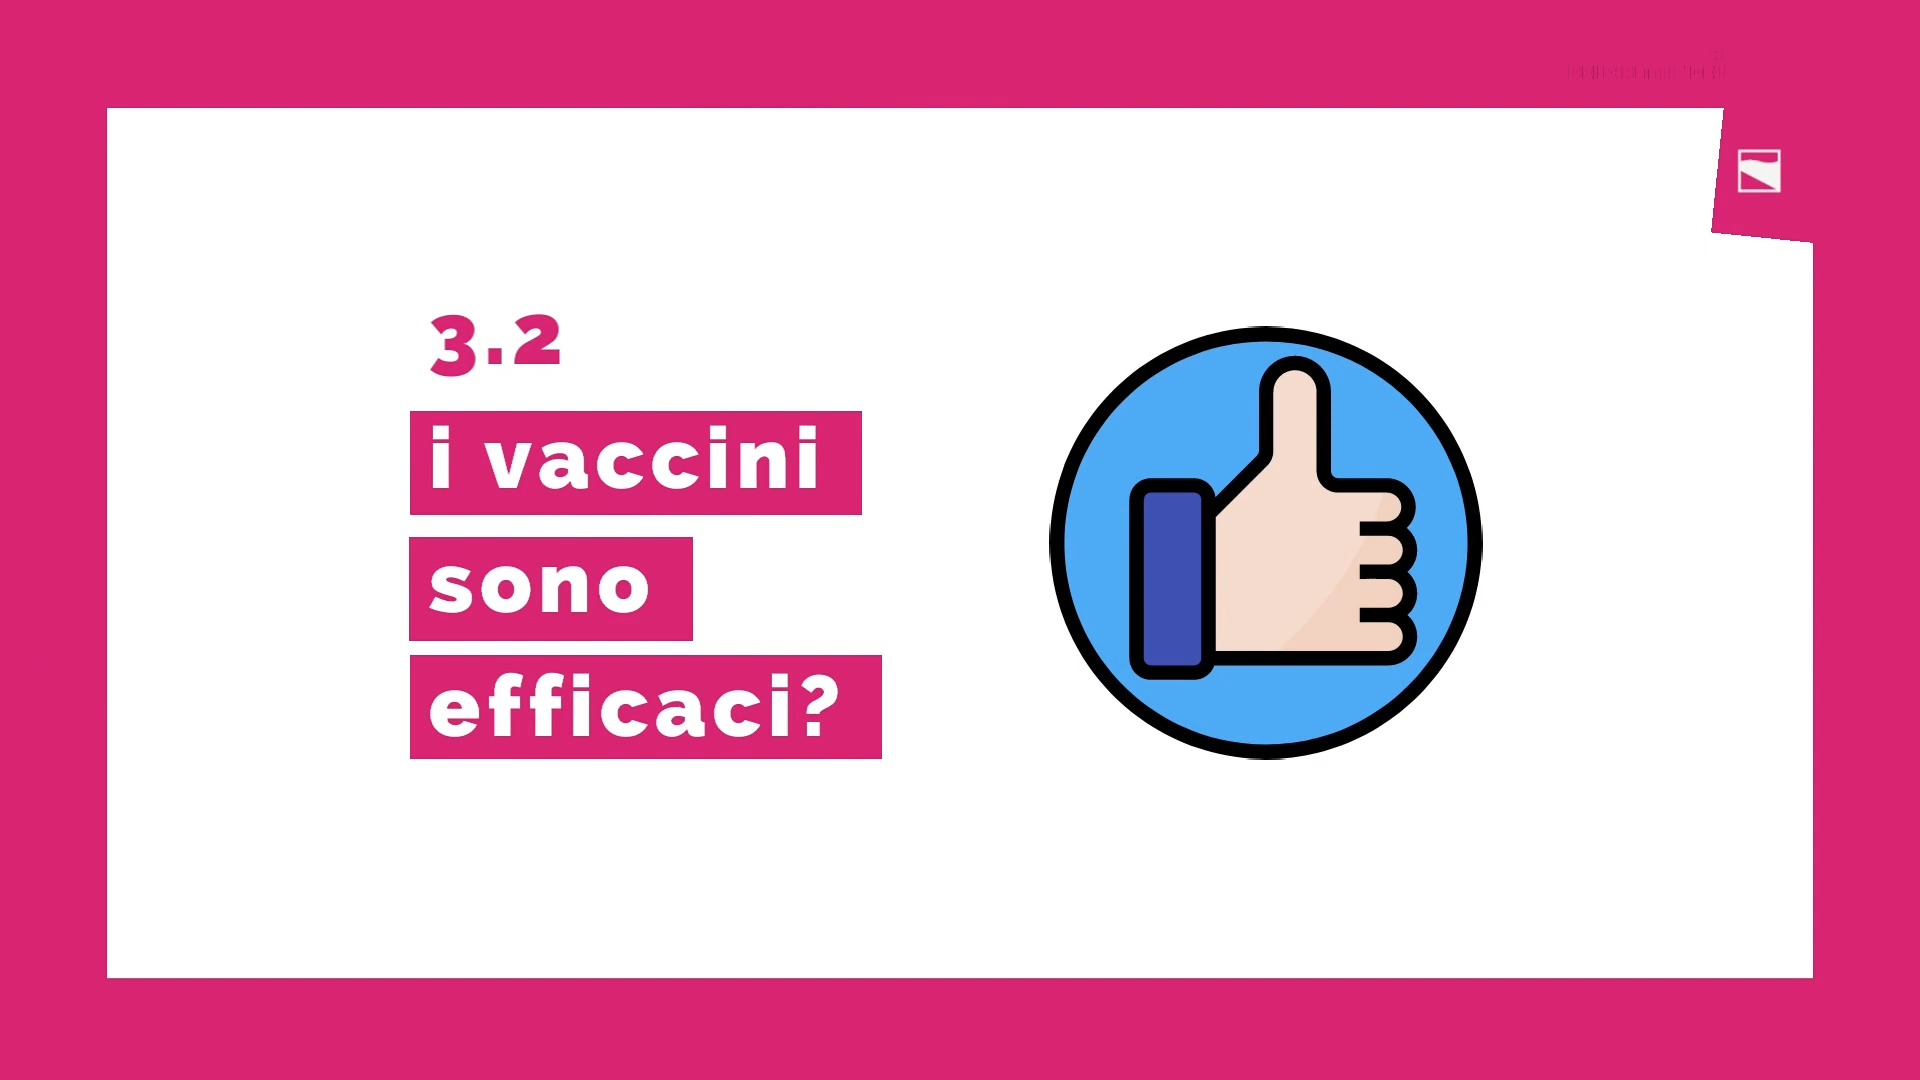 3.2
i vaccini
sono
efficaci?